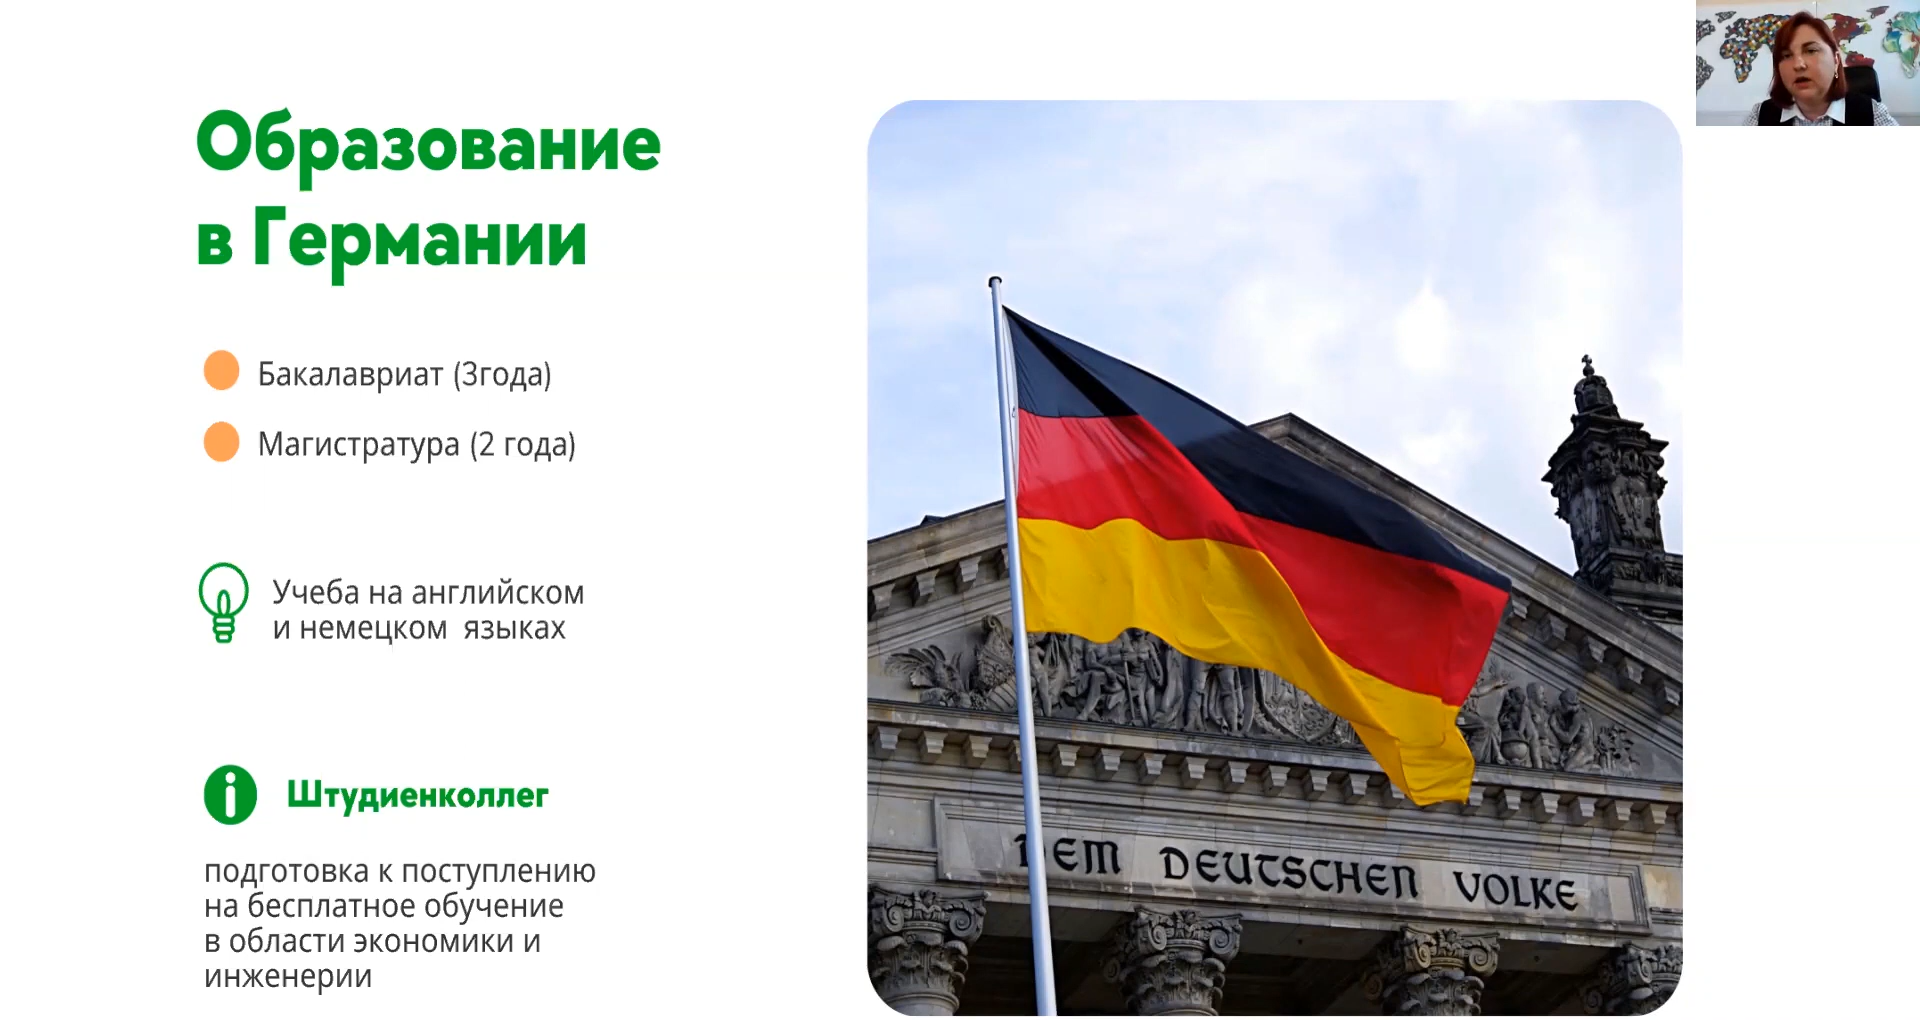 Образование
в Германии
Бакалавриат (3года)
Магистратура (2 года)
Учеба на английском
и немецком языках
Штудиенколлег
подготовка к поступлению
на бесплатное обучение
в области экономики и
инженерии
DEM DEUTSCHEN VOLKE